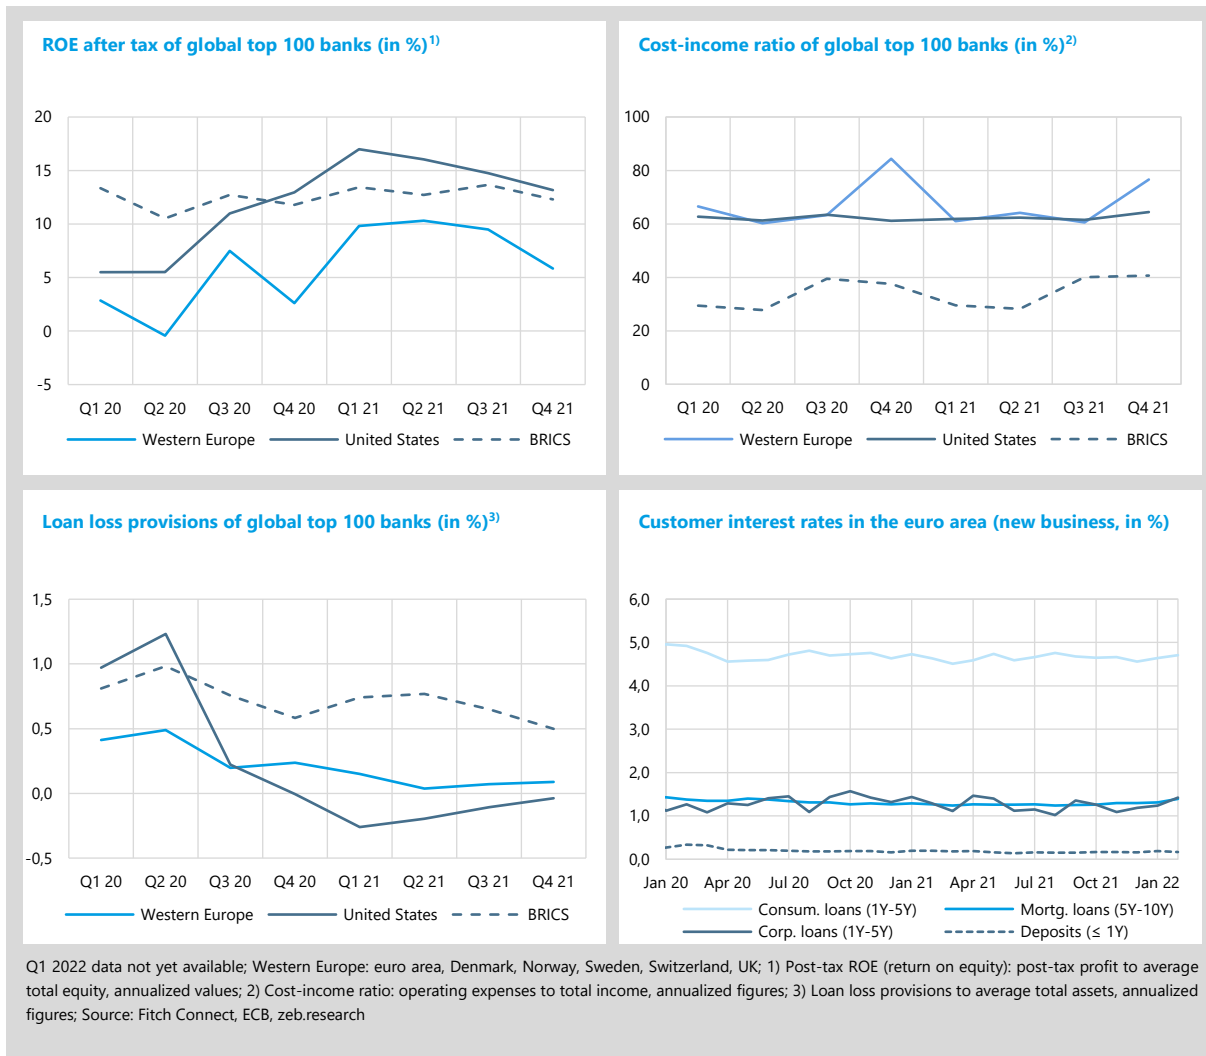 ROE after tax of global top 100 banks (in %)1)
20
15
10
5
0
-5
Q1 20 Q2 20 Q3 20 Q4 20 Q1 21 Q2 21 Q3 21 Q4 21
Western Europe United States BRICS
Cost-income ratio of global top 100 banks (in %)2)
100
80
60
40
20
0
Q1 20 Q2 20 Q3 20 Q4 20 Q1 21 Q2 21 Q3 21 Q4 21
Western Europe United States BRICS
Loan loss provisions of global top 100 banks (in %)3)
1,5
1,0
0,5
0,0
-0,5
Q1 20 Q2 20 Q3 20 Q4 20 Q1 21 Q2 21 Q3 21 Q4 21
Western Europe United States BRICS
Customer interest rates in the euro area (new business, in %)
6,0
5,0
4,0
3,0
2,0
1,0
0,0
Jan 20 Apr 20 Jul 20 Oct 20 Jan 21 Apr 21 Jul 21 Oct 21 Jan 22
Consum. loans (1Y-5Y) Mortg. loans (5Y-10Y)
Corp. loans (1Y-5Y) Deposits (≤ 1Y)
Q1 2022 data not yet available; Western Europe: euro area, Denmark, Norway, Sweden, Switzerland, UK; 1) Post-tax ROE (return on equity): post-tax profit to average
total equity, annualized values; 2) Cost-income ratio: operating expenses to total income, annualized figures; 3) Loan loss provisions to average total assets, annualized
figures; Source: Fitch Connect, ECB, zeb.research